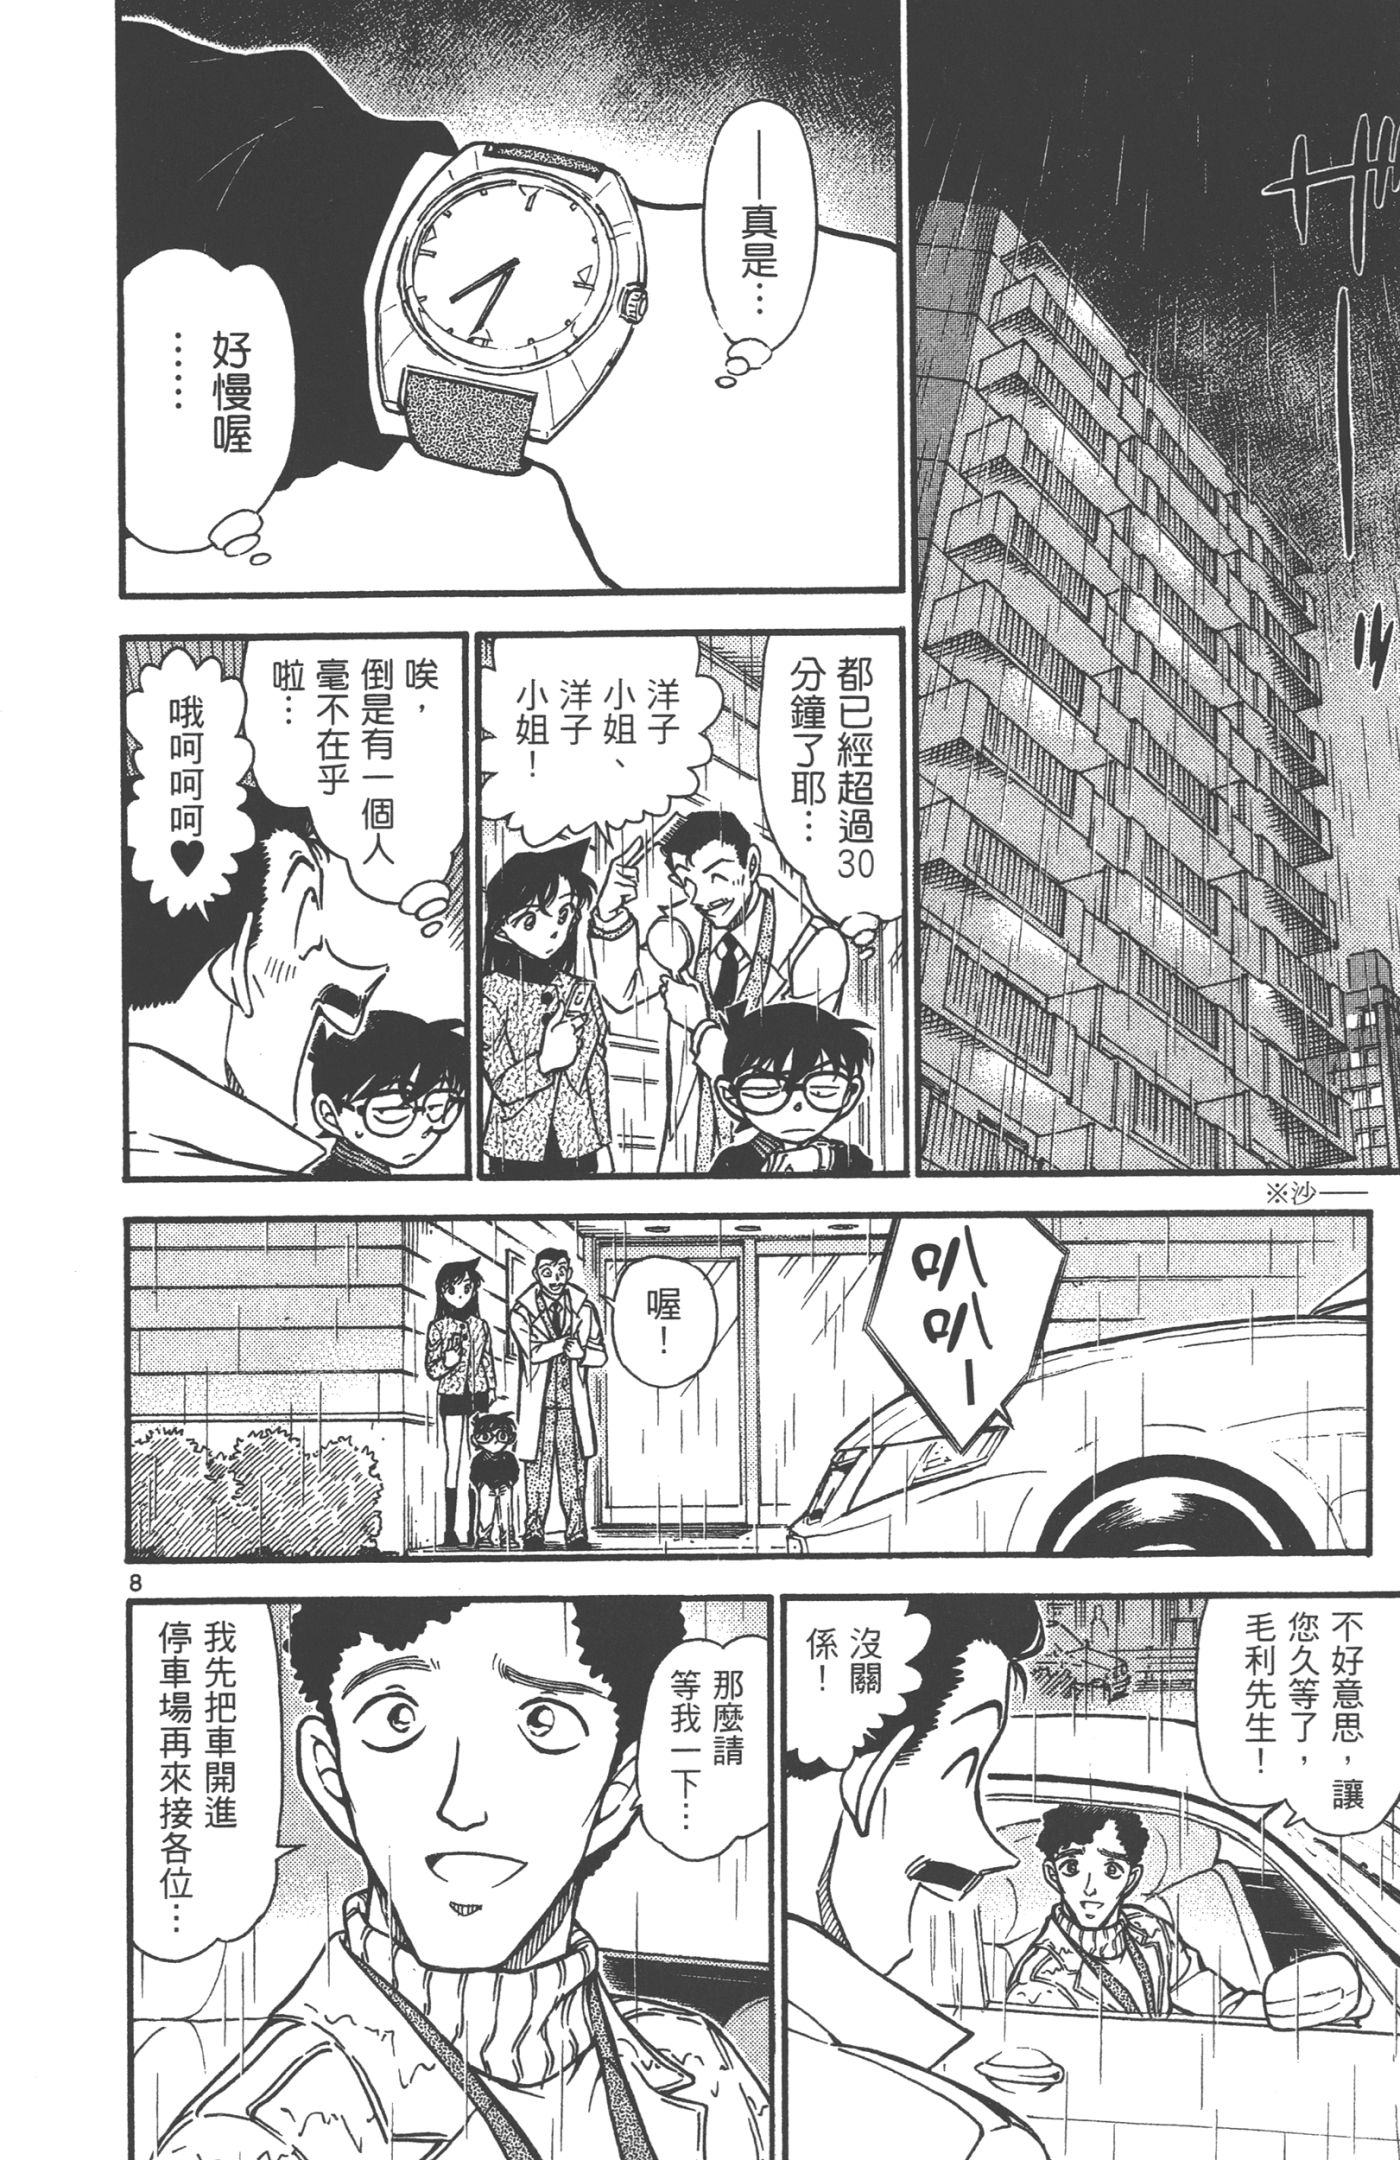 ザ
※沙——
——真是…
好慢喔
……
都已經超過30
分鐘了耶…
洋子
小姐、
洋子
小姐！
唉，
倒是有一個人
毫不在乎
啦…
哦呵呵呵♥
叭叭—
喔！
不好意思，讓
您久等了，
毛利先生！
沒關
係！
那麼請
等我一下…
我先把車開進
停車場再來接各位…
8